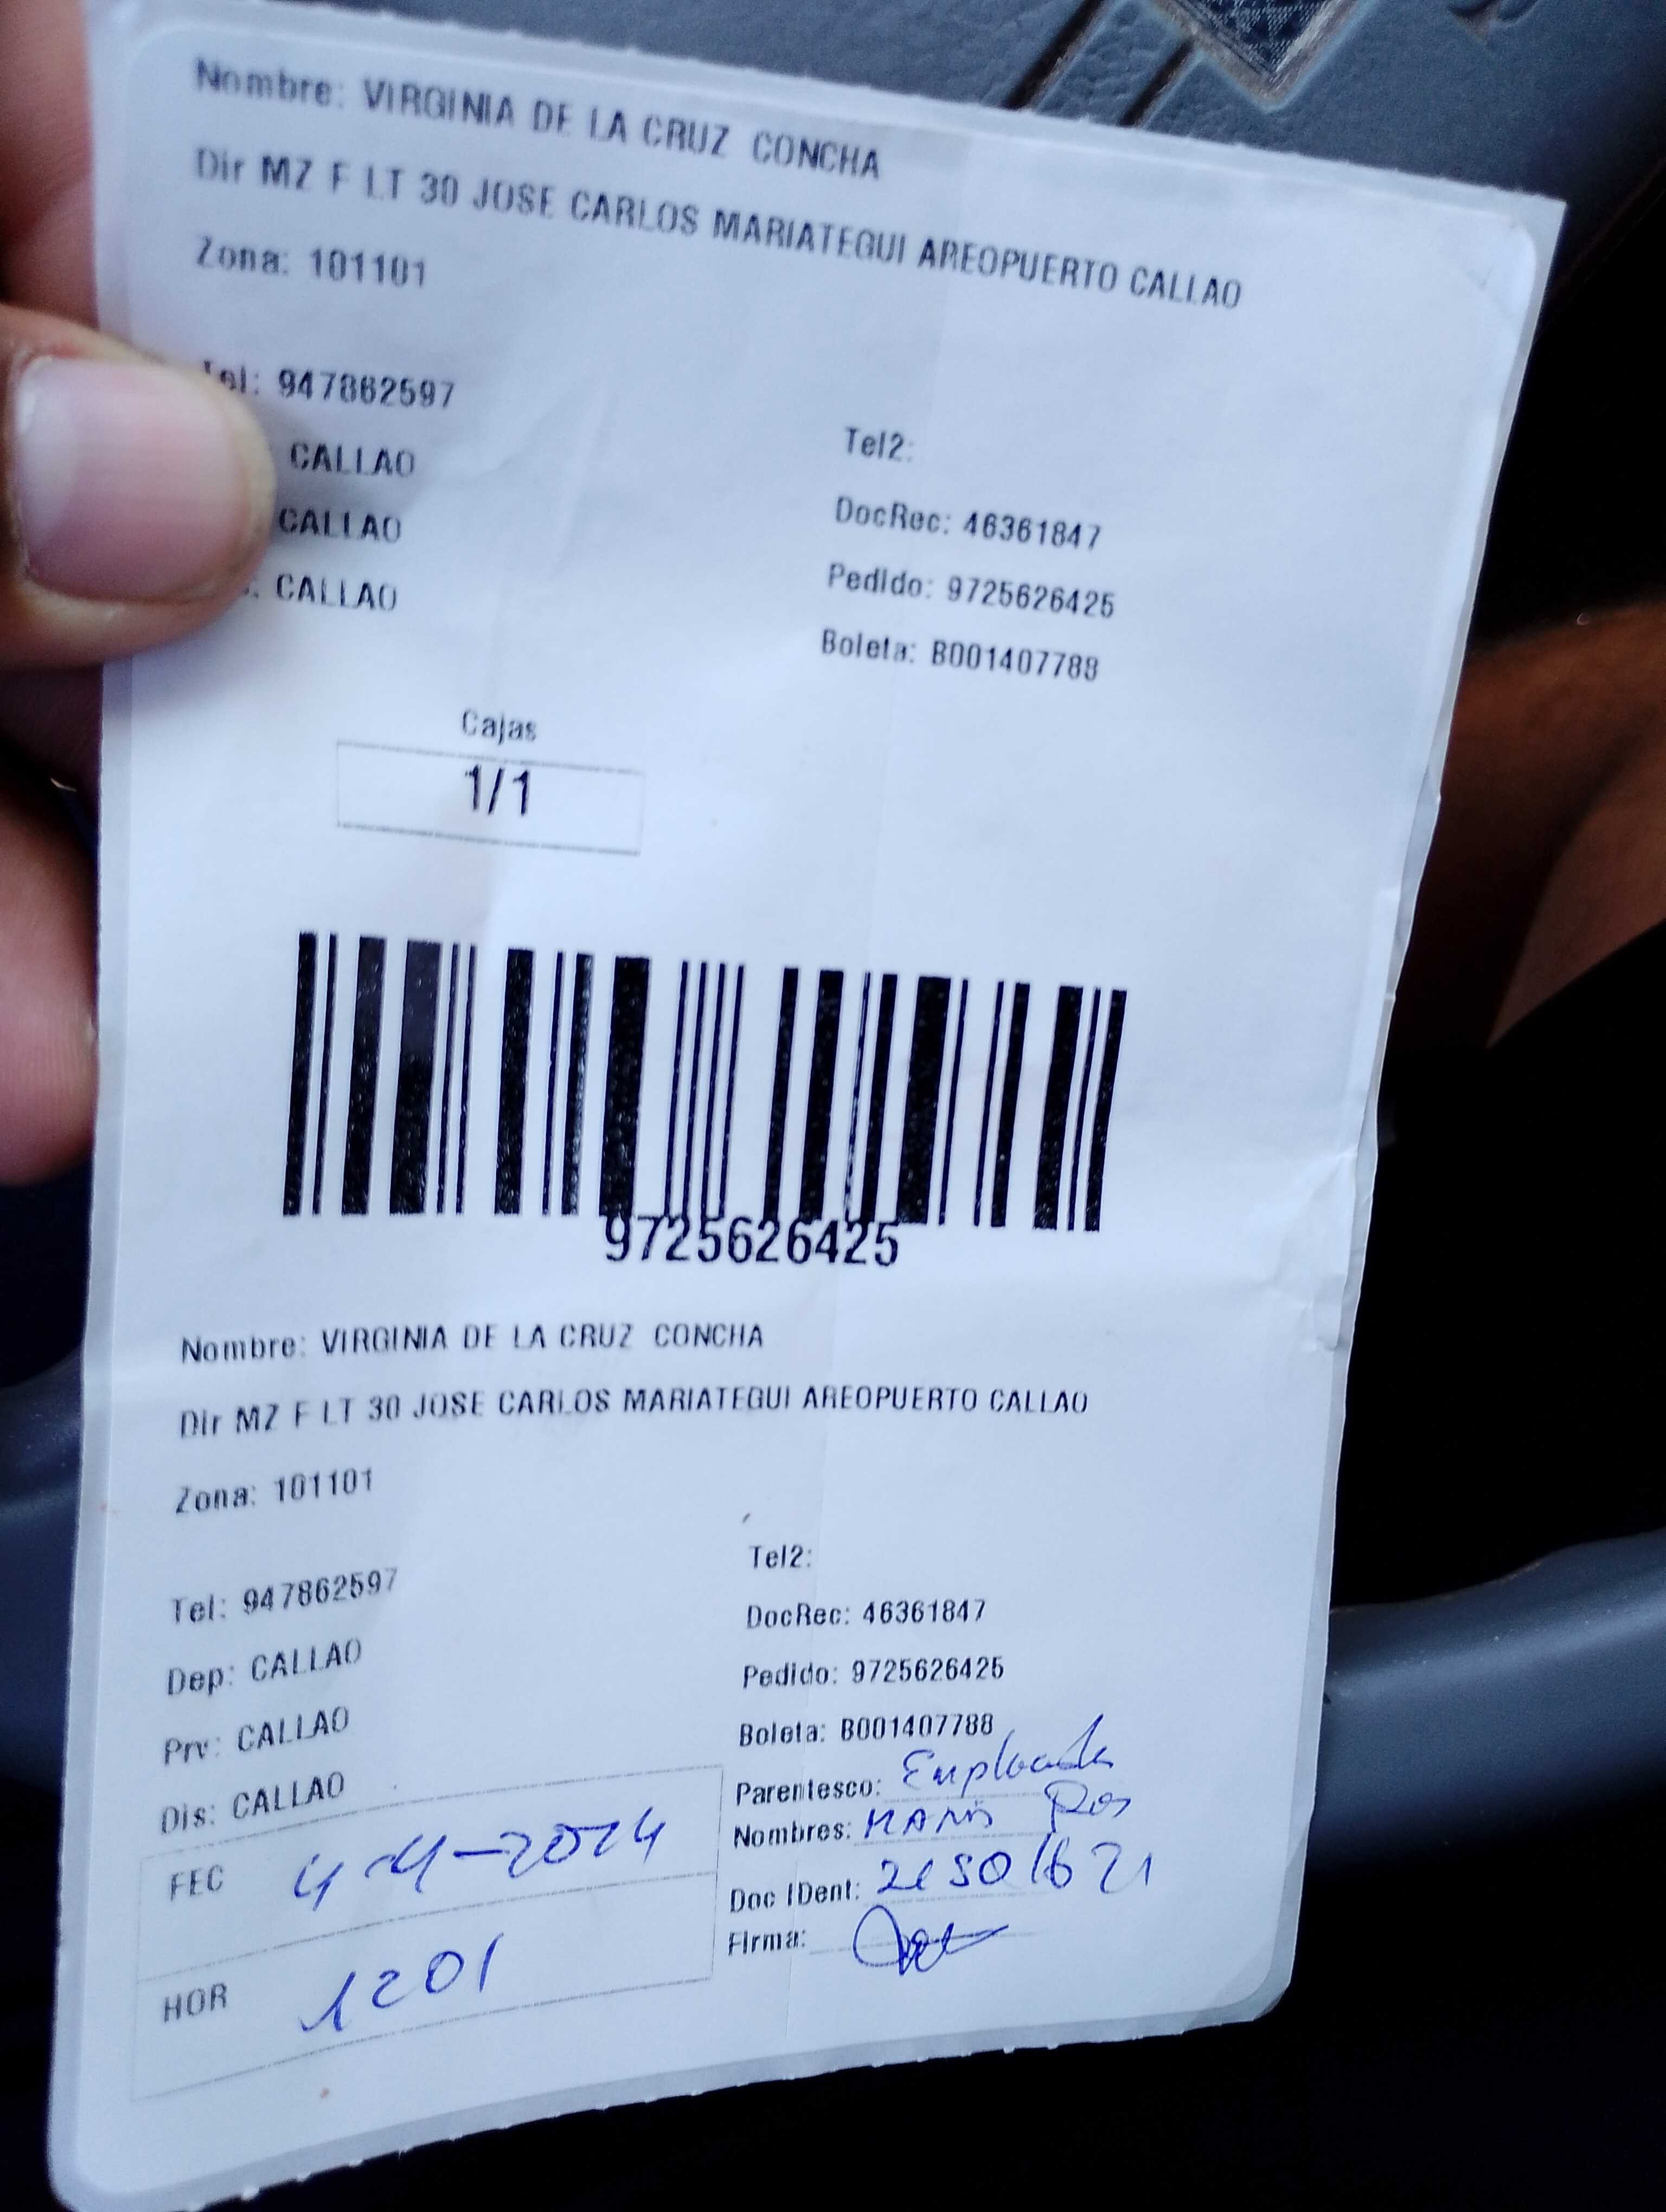 Nombre: VIRGINIA DE LA CRUZ CONCHA
Dir MZ F LT 30 JOSE CARLOS MARIATEGUI AREOPUERTO CALLAO
Zona: 101101
Tel: 947862597
CALLAO
CALLAO
CALLAO
Tel2:
DocRec: 46361847
Pedido: 9725626425
Boleta: B001407788
Cajas
1/1
9725626425
Nombre: VIRGINIA DE LA CRUZ CONCHA
Dir MZ F LT 30 JOSE CARLOS MARIATEGUI AREOPUERTO CALLAO
Zona: 101101
Tel: 947862597
Dep: CALLAO
Prv: CALLAO
Dis: CALLAO
Tel2:
DocRec: 46361847
Pedido: 9725626425
Boleta: B001407788
Parentesco:
Nombres:
Doc IDent:
Firma:
FEC
HOR 1201